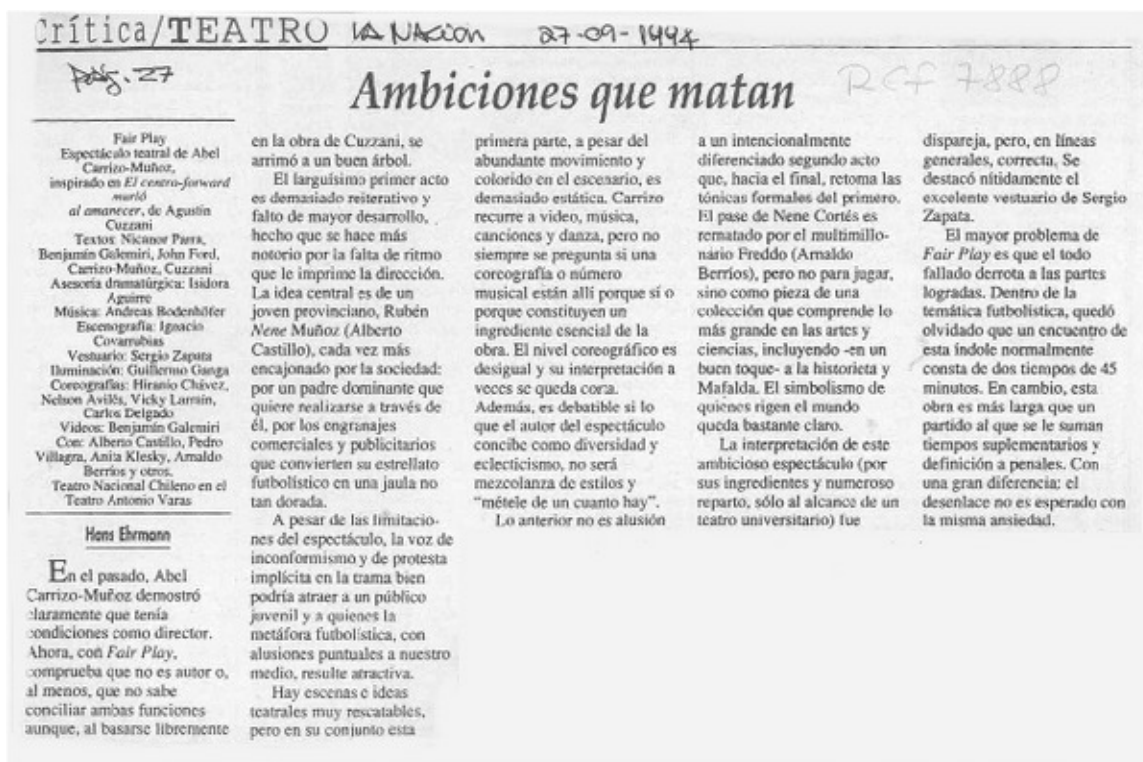 Crítica/TEATRO LA NACIÓN 27-09-1994
Pág. 27
RCF 7888
Ambiciones que matan
Fair Play
Espectáculo teatral de Abel
Carrizo-Muñoz,
inspirado en El centro-forward
murió
al amanecer, de Agustín
Cuzzani
Textos: Nicanor Parra,
Benjamín Galemiri, John Ford,
Carrizo-Muñoz, Cuzzani
Asesoría dramatúrgica: Isidora
Aguirre
Música: Andreas Bodenhöfer
Escenografía: Ignacio
Covarrubias
Vestuario: Sergio Zapata
Iluminación: Guillermo Ganga
Coreografías: Hiranio Chávez,
Nelson Avilés, Vicky Larraín,
Carlos Delgado
Videos: Benjamín Galemiri
Con: Alberto Castillo, Pedro
Villagra, Anita Klesky, Arnaldo
Berríos y otros.
Teatro Nacional Chileno en el
Teatro Antonio Varas
Hans Ehrmann
En el pasado, Abel
Carrizo-Muñoz demostró
claramente que tenía
condiciones como director.
Ahora, con Fair Play,
comprueba que no es autor o,
al menos, que no sabe
conciliar ambas funciones
aunque, al basarse libremente
en la obra de Cuzzani, se
arrimó a un buen árbol.
El larguísimo primer acto
es demasiado reiterativo y
falto de mayor desarrollo,
hecho que se hace más
notorio por la falta de ritmo
que le imprime la dirección.
La idea central es de un
joven provinciano, Rubén
Nene Muñoz (Alberto
Castillo), cada vez más
encajonado por la sociedad:
por un padre dominante que
quiere realizarse a través de
él, por los engranajes
comerciales y publicitarios
que convierten su estrellato
futbolístico en una jaula no
tan dorada.
A pesar de las limitacio-
nes del espectáculo, la voz de
inconformismo y de protesta
implícita en la trama bien
podría atraer a un público
juvenil y a quienes la
metáfora futbolística, con
alusiones puntuales a nuestro
medio, resulte atractiva.
Hay escenas e ideas
teatrales muy rescatables,
pero en su conjunto esta
primera parte, a pesar del
abundante movimiento y
colorido en el escenario, es
demasiado estática. Carrizo
recurre a video, música,
canciones y danza, pero no
siempre se pregunta si una
coreografía o número
musical están allí porque sí o
porque constituyen un
ingrediente esencial de la
obra. El nivel coreográfico es
desigual y su interpretación a
veces se queda corta.
Además, es debatible si lo
que el autor del espectáculo
concibe como diversidad y
eclecticismo, no será
mezcolanza de estilos y
“métele de un cuanto hay”.
Lo anterior no es alusión
a un intencionalmente
diferenciado segundo acto
que, hacia el final, retoma las
tónicas formales del primero.
El pase de Nene Cortés es
rematado por el multimillo-
nario Freddo (Arnaldo
Berríos), pero no para jugar,
sino como pieza de una
colección que comprende lo
más grande en las artes y
ciencias, incluyendo -en un
buen toque- a la historieta y
Mafalda. El simbolismo de
quienes rigen el mundo
queda bastante claro.
La interpretación de este
ambicioso espectáculo (por
sus ingredientes y numeroso
reparto, sólo al alcance de un
teatro universitario) fue
dispareja, pero, en líneas
generales, correcta. Se
destacó nítidamente el
excelente vestuario de Sergio
Zapata.
El mayor problema de
Fair Play es que el todo
fallado derrota a las partes
logradas. Dentro de la
temática futbolística, quedó
olvidado que un encuentro de
esta índole normalmente
consta de dos tiempos de 45
minutos. En cambio, esta
obra es más larga que un
partido al que se le suman
tiempos suplementarios y
definición a penales. Con
una gran diferencia: el
desenlace no es esperado con
la misma ansiedad.